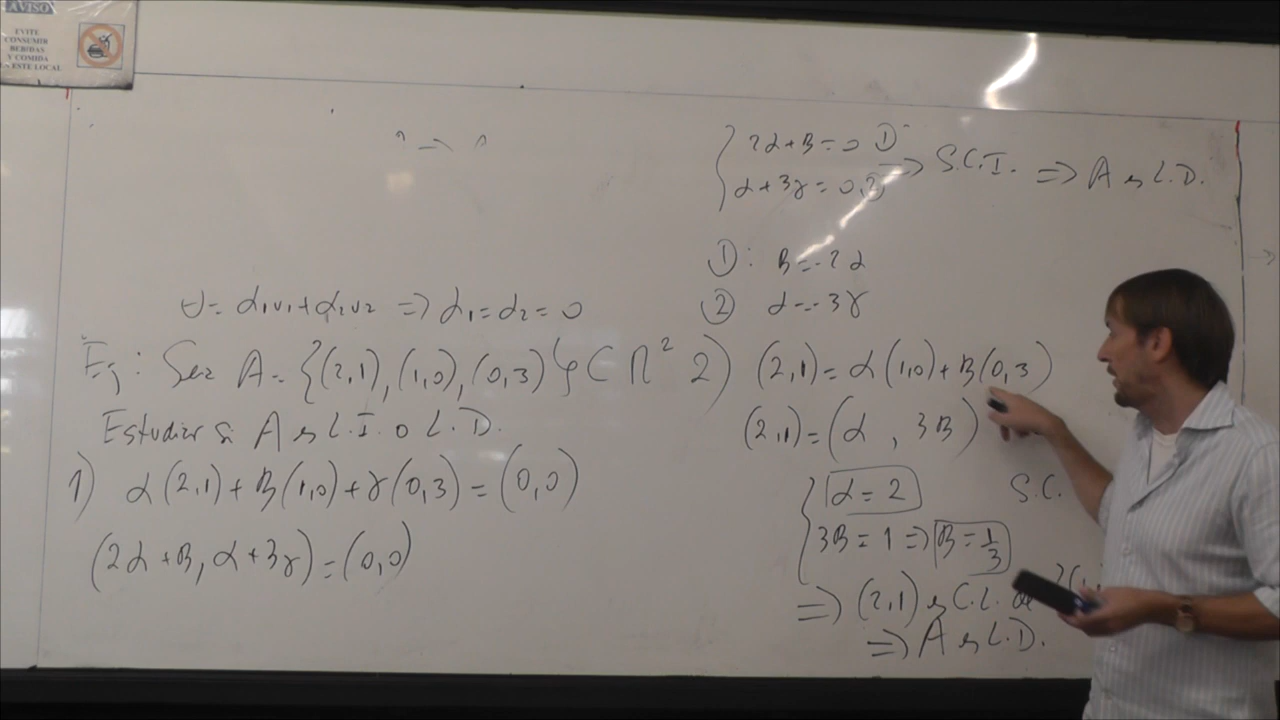 AVISO
EVITE
CONSUMIR
BEBIDAS
Y COMIDA
EN ESTE LOCAL
v = α₁v₁ + α₂v₂ ⇒ α₁ = α₂ = 0
Ej: Sea A = {(2,1), (1,0), (0,3)} ⊂ ℝ²
Estudiar si A es L.I. o L.D.
1) α(2,1) + β(1,0) + γ(0,3) = (0,0)
(2α + β, α + 3γ) = (0,0)
{ 2α + β = 0 ①
α + 3γ = 0 ② ⇒ S.C.I. ⇒ A es L.D.
①: β = -2α
② α = -3γ
2) (2,1) = α(1,0) + β(0,3)
(2,1) = (α, 3β)
{ α = 2 S.C.
3β = 1 ⇒ β = 1/3
⇒ (2,1) es C.L. de
⇒ A es L.D.